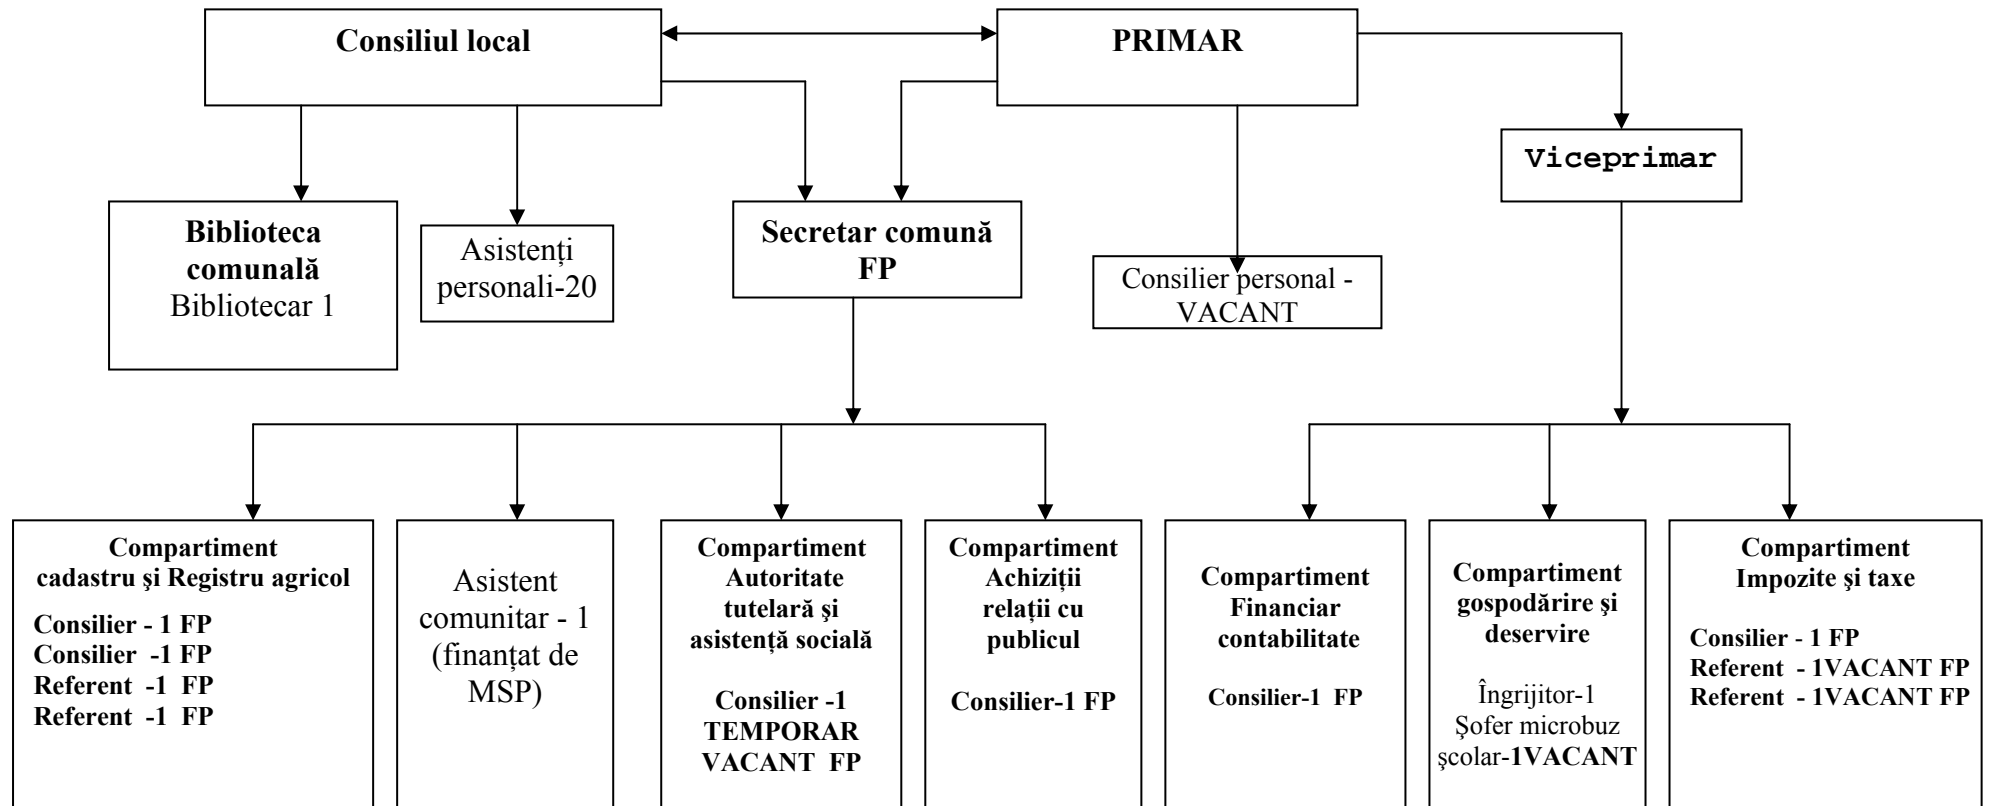 Consiliul local
PRIMAR
Viceprimar
Biblioteca
comunală
Bibliotecar 1
Asistenți
personali-20
Secretar comună
FP
Consilier personal -
VACANT
Compartiment
cadastru şi Registru agricol
Consilier - 1 FP
Consilier -1 FP
Referent -1 FP
Referent -1 FP
Asistent
comunitar - 1
(finanțat de
MSP)
Compartiment
Autoritate
tutelară şi
asistență socială
Consilier -1
TEMPORAR
VACANT FP
Compartiment
Achiziții
relații cu
publicul
Consilier-1 FP
Compartiment
Financiar
contabilitate
Consilier-1 FP
Compartiment
gospodărire şi
deservire
Îngrijitor-1
Şofer microbuz
şcolar-1VACANT
Compartiment
Impozite şi taxe
Consilier - 1 FP
Referent - 1VACANT FP
Referent - 1VACANT FP